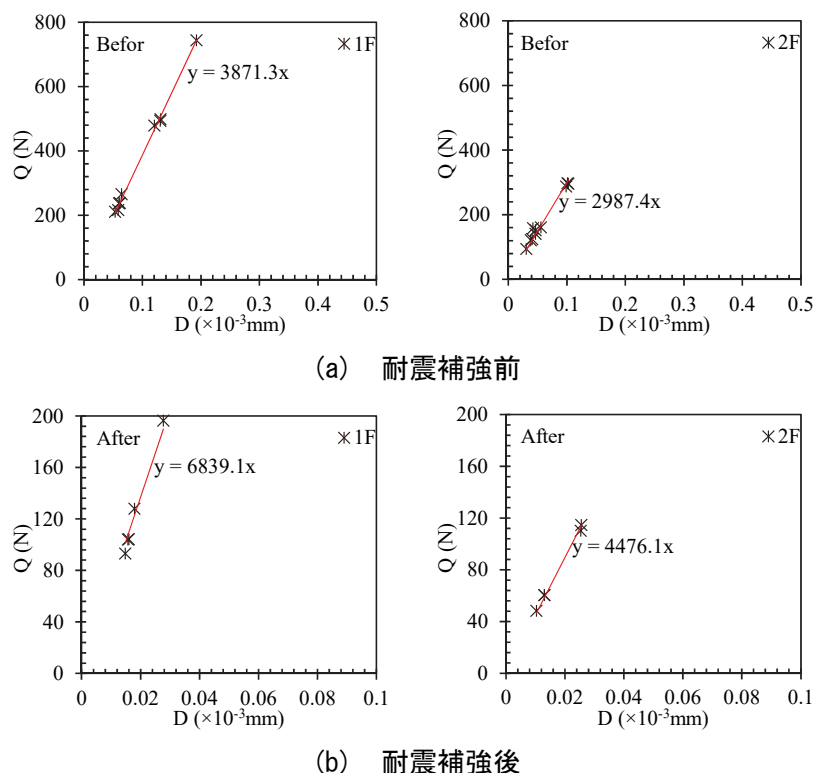 800
600
400
200
0
Q (N)
Befor
1F
y = 3871.3x
0 0.1 0.2 0.3 0.4 0.5
D (×10-3mm)
800
600
400
200
0
Q (N)
Befor
2F
y = 2987.4x
0 0.1 0.2 0.3 0.4 0.5
D (×10-3mm)
(a) 耐震補強前
200
160
120
80
40
0
Q (N)
After
1F
y = 6839.1x
0 0.02 0.04 0.06 0.08 0.1
D (×10-3mm)
200
160
120
80
40
0
Q (N)
After
2F
y = 4476.1x
0 0.02 0.04 0.06 0.08 0.1
D (×10-3mm)
(b) 耐震補強後